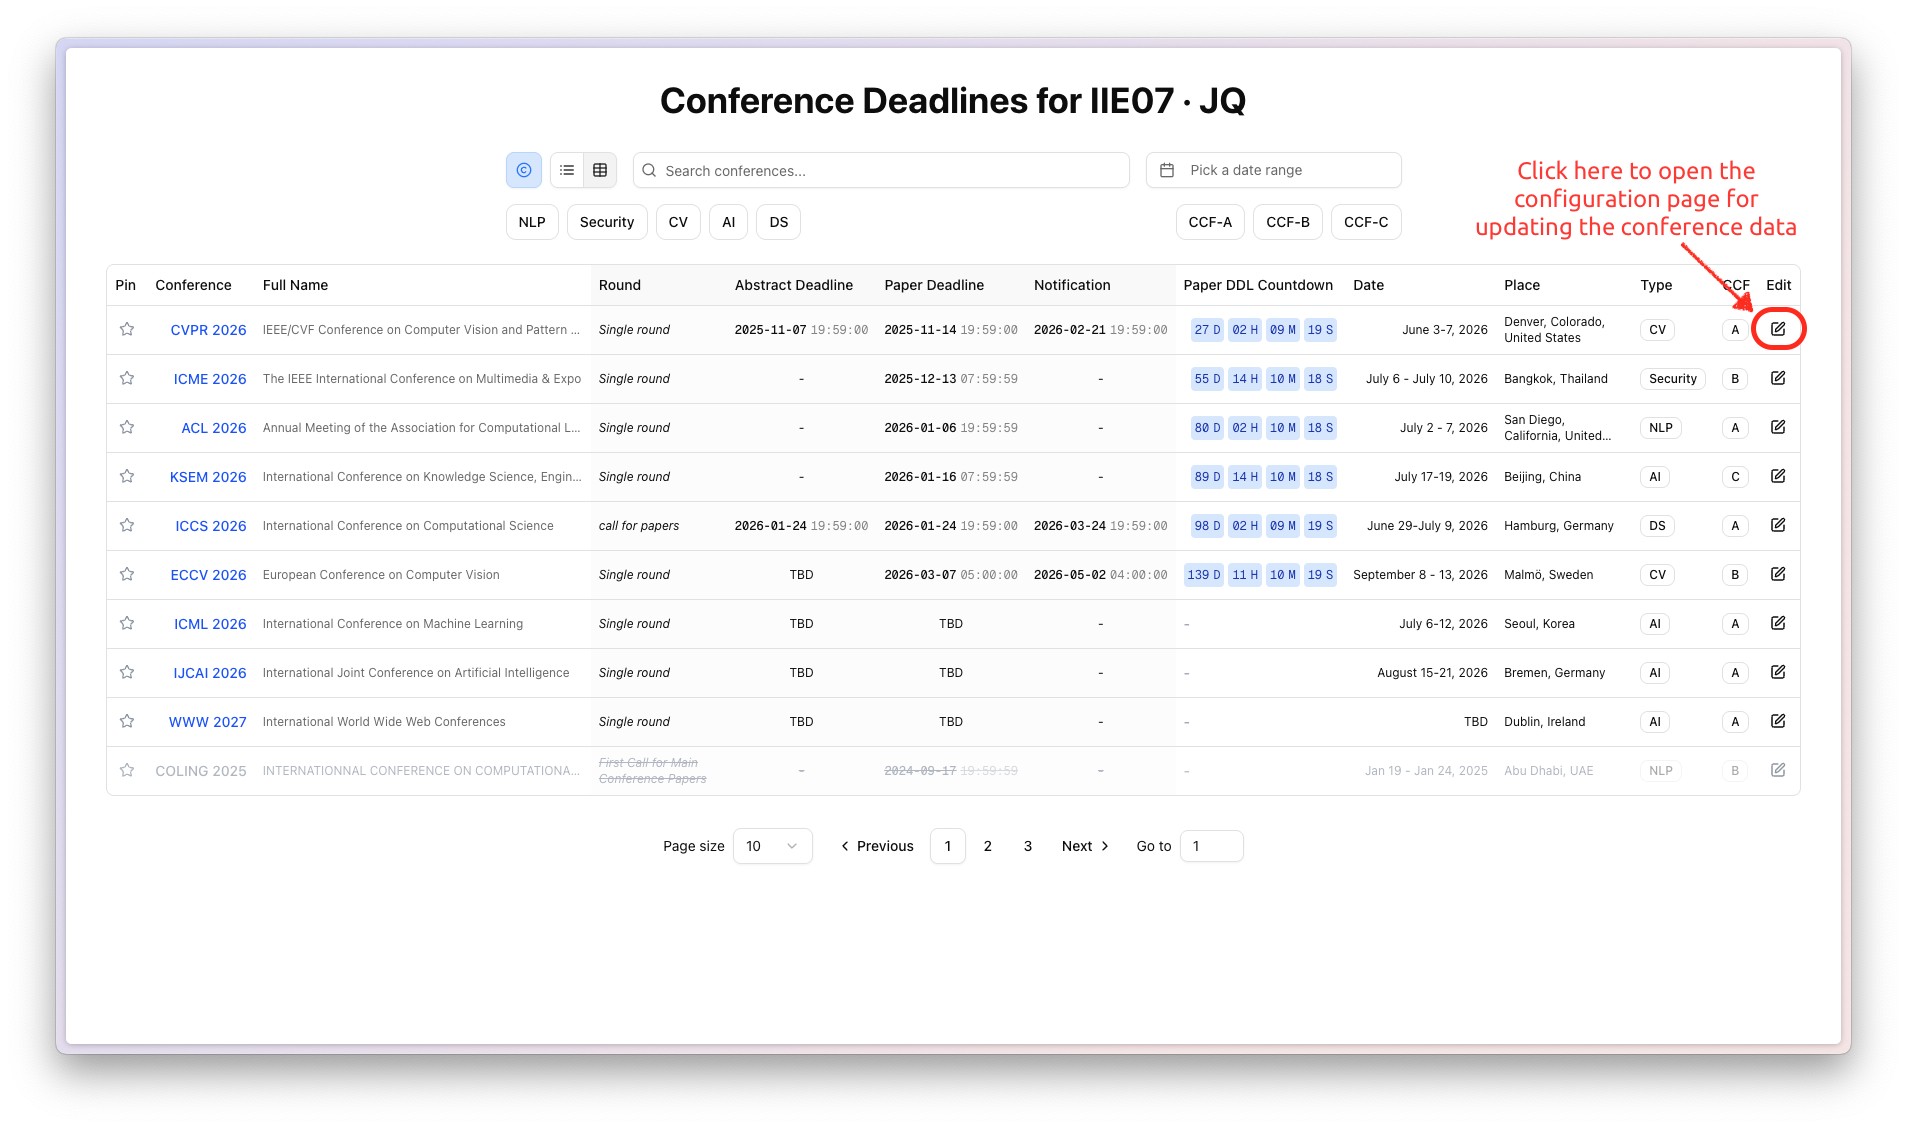 Conference Deadlines for IIE07 · JQ
Search conferences...
Pick a date range
Click here to open the
configuration page for
updating the conference data
NLP Security CV AI DS CCF-A CCF-B CCF-C
Pin Conference Full Name Round Abstract Deadline Paper Deadline Notification Paper DDL Countdown Date Place Type CCF Edit
CVPR 2026 IEEE/CVF Conference on Computer Vision and Pattern ... Single round 2025-11-07 19:59:00 2025-11-14 19:59:00 2026-02-21 19:59:00 27 D 02 H 09 M 19 S June 3-7, 2026 Denver, Colorado, United States CV A
ICME 2026 The IEEE International Conference on Multimedia & Expo Single round - 2025-12-13 07:59:59 - 55 D 14 H 10 M 18 S July 6 - July 10, 2026 Bangkok, Thailand Security B
ACL 2026 Annual Meeting of the Association for Computational L... Single round - 2026-01-06 19:59:59 - 80 D 02 H 10 M 18 S July 2 - 7, 2026 San Diego, California, United... NLP A
KSEM 2026 International Conference on Knowledge Science, Engin... Single round - 2026-01-16 07:59:59 - 89 D 14 H 10 M 18 S July 17-19, 2026 Beijing, China AI C
ICCS 2026 International Conference on Computational Science call for papers 2026-01-24 19:59:00 2026-01-24 19:59:00 2026-03-24 19:59:00 98 D 02 H 09 M 19 S June 29-July 9, 2026 Hamburg, Germany DS A
ECCV 2026 European Conference on Computer Vision Single round TBD 2026-03-07 05:00:00 2026-05-02 04:00:00 139 D 11 H 10 M 19 S September 8 - 13, 2026 Malmö, Sweden CV B
ICML 2026 International Conference on Machine Learning Single round TBD TBD - - July 6-12, 2026 Seoul, Korea AI A
IJCAI 2026 International Joint Conference on Artificial Intelligence Single round TBD TBD - - August 15-21, 2026 Bremen, Germany AI A
WWW 2027 International World Wide Web Conferences Single round TBD TBD - - TBD Dublin, Ireland AI A
COLING 2025 INTERNATIONNAL CONFERENCE ON COMPUTATIONA... First Call for Main Conference Papers - 2024-09-17 19:59:59 - - Jan 19 - Jan 24, 2025 Abu Dhabi, UAE NLP B
Page size 10 Previous 1 2 3 Next Go to 1